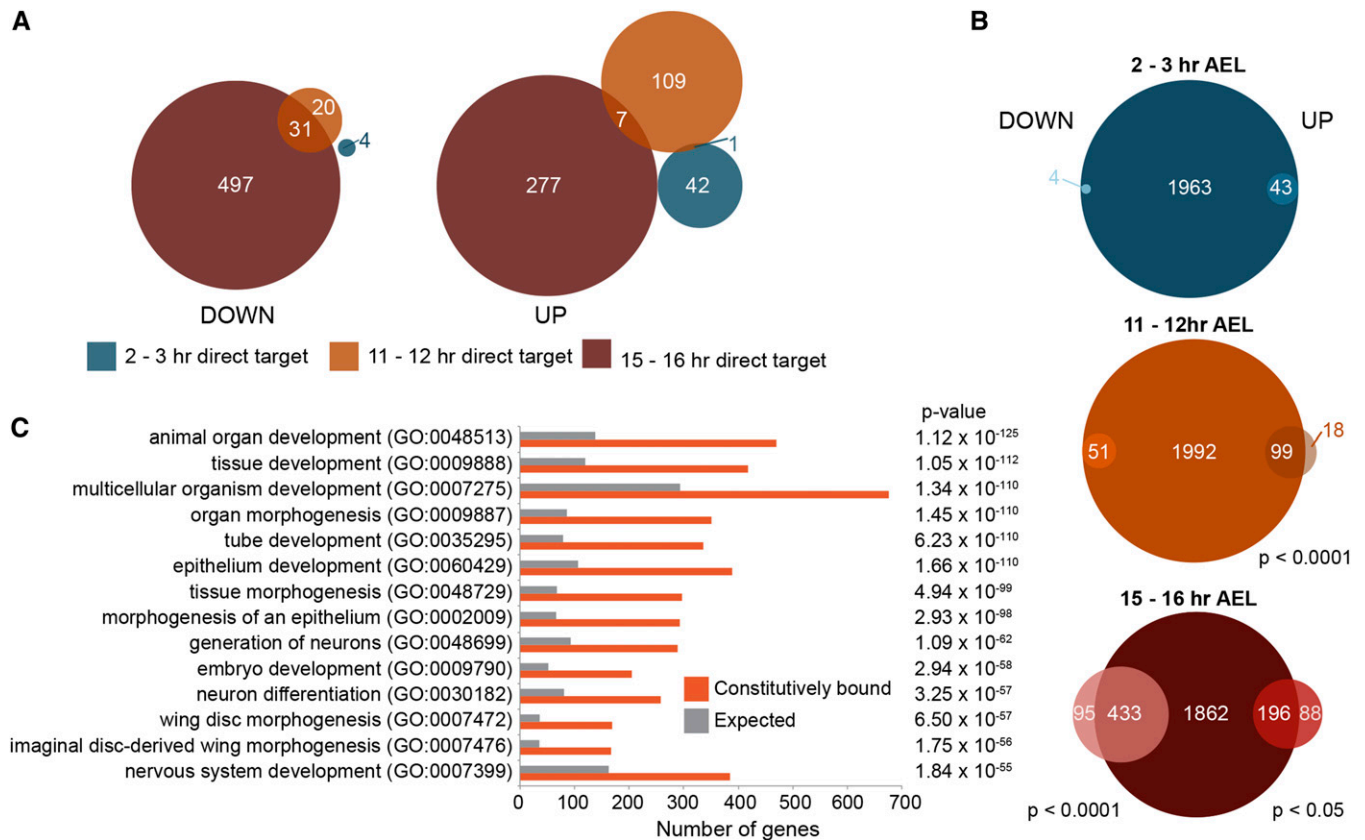 A
20
31
4
497
DOWN
109
7
1
277
42
UP
2 - 3 hr direct target
11 - 12 hr direct target
15 - 16 hr direct target
B
2 - 3 hr AEL
DOWN
UP
4
1963
43
11 - 12hr AEL
51
1992
99
18
p < 0.0001
15 - 16 hr AEL
95
433
1862
196
88
p < 0.0001
p < 0.05
C
p-value
animal organ development (GO:0048513)
1.12 x 10⁻¹²⁵
tissue development (GO:0009888)
1.05 x 10⁻¹¹²
multicellular organism development (GO:0007275)
1.34 x 10⁻¹¹⁰
organ morphogenesis (GO:0009887)
1.45 x 10⁻¹¹⁰
tube development (GO:0035295)
6.23 x 10⁻¹¹⁰
epithelium development (GO:0060429)
1.66 x 10⁻¹¹⁰
tissue morphogenesis (GO:0048729)
4.94 x 10⁻⁹⁹
morphogenesis of an epithelium (GO:0002009)
2.93 x 10⁻⁹⁸
generation of neurons (GO:0048699)
1.09 x 10⁻⁶²
embryo development (GO:0009790)
2.94 x 10⁻⁵⁸
neuron differentiation (GO:0030182)
3.25 x 10⁻⁵⁷
wing disc morphogenesis (GO:0007472)
6.50 x 10⁻⁵⁷
imaginal disc-derived wing morphogenesis (GO:0007476)
1.75 x 10⁻⁵⁶
nervous system development (GO:0007399)
1.84 x 10⁻⁵⁵
Constitutively bound
Expected
0 100 200 300 400 500 600 700
Number of genes